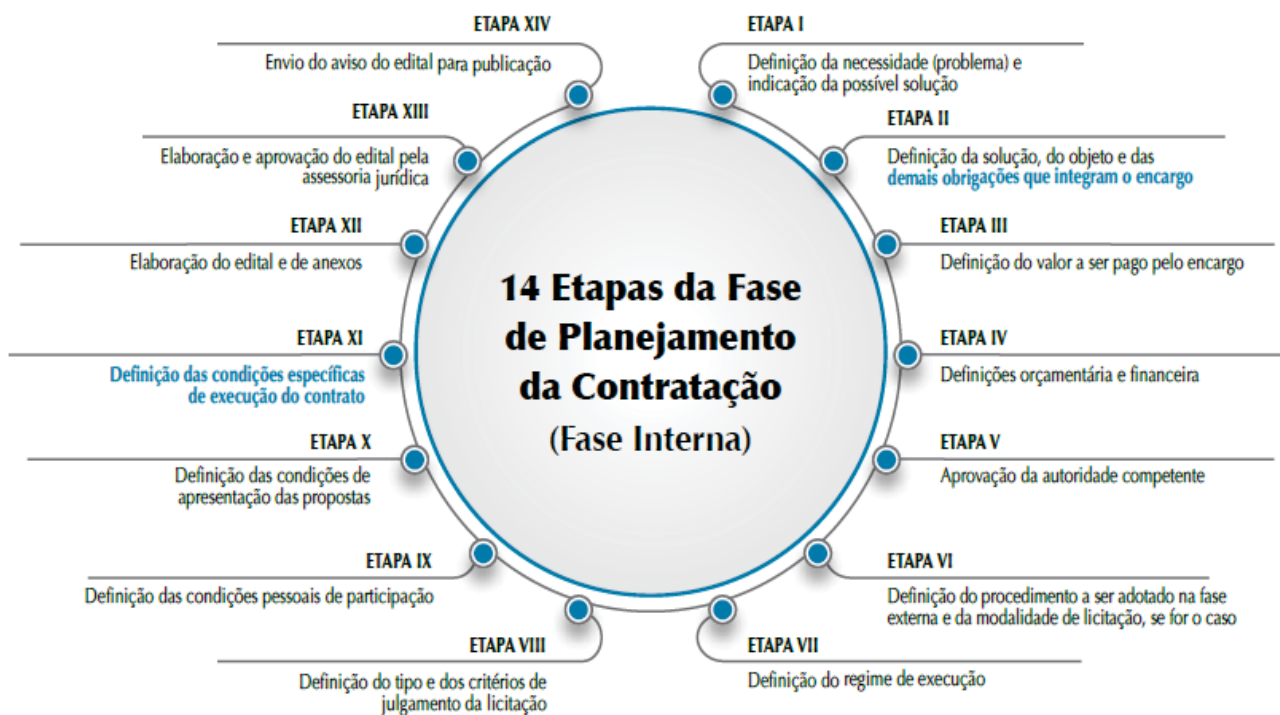 14 Etapas da Fase
de Planejamento
da Contratação
(Fase Interna)
ETAPA I
Definição da necessidade (problema) e
indicação da possível solução
ETAPA II
Definição da solução, do objeto e das
demais obrigações que integram o encargo
ETAPA III
Definição do valor a ser pago pelo encargo
ETAPA IV
Definições orçamentária e financeira
ETAPA V
Aprovação da autoridade competente
ETAPA VI
Definição do procedimento a ser adotado na fase
externa e da modalidade de licitação, se for o caso
ETAPA VII
Definição do regime de execução
ETAPA VIII
Definição do tipo e dos critérios de
julgamento da licitação
ETAPA IX
Definição das condições pessoais de participação
ETAPA X
Definição das condições de
apresentação das propostas
ETAPA XI
Definição das condições específicas
de execução do contrato
ETAPA XII
Elaboração do edital e de anexos
ETAPA XIII
Elaboração e aprovação do edital pela
assessoria jurídica
ETAPA XIV
Envio do aviso do edital para publicação